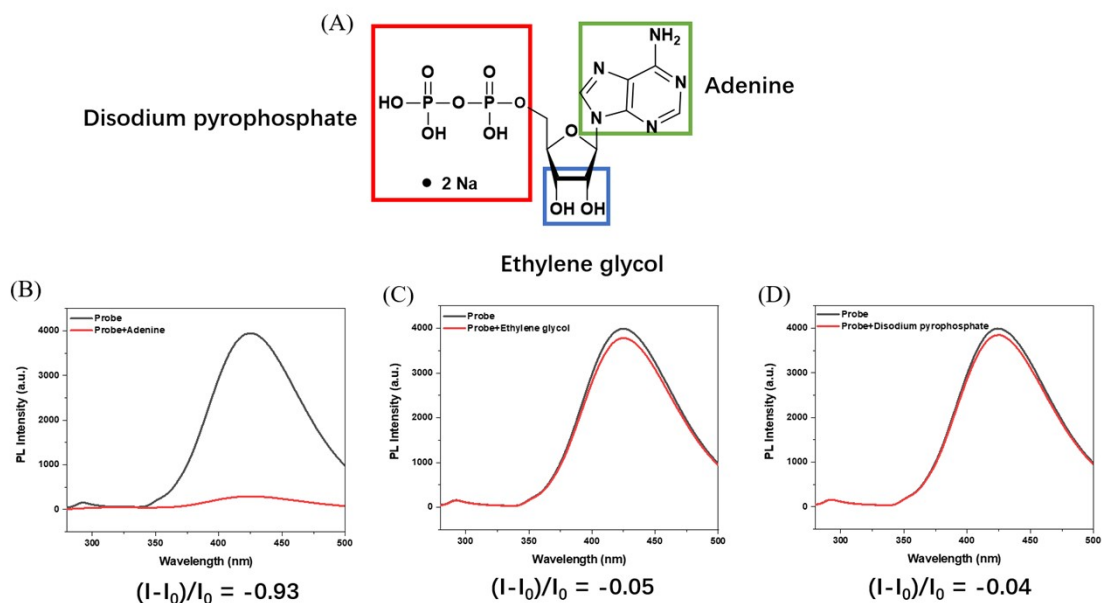 (A)
NH₂
N
N
N
N
Adenine
O
O
HO
P
O
P
O
OH
OH
O
• 2 Na
OH
OH
Disodium pyrophosphate
Ethylene glycol
(B)
Probe
Probe+Adenine
PL Intensity (a.u.)
4000
3000
2000
1000
0
300
350
400
450
500
Wavelength (nm)
(I-I₀)/I₀ = -0.93
(C)
Probe
Probe+Ethylene glycol
PL Intensity (a.u.)
4000
3000
2000
1000
0
300
350
400
450
500
Wavelength (nm)
(I-I₀)/I₀ = -0.05
(D)
Probe
Probe+Disodium pyrophosphate
PL Intensity (a.u.)
4000
3000
2000
1000
0
300
350
400
450
500
Wavelength (nm)
(I-I₀)/I₀ = -0.04